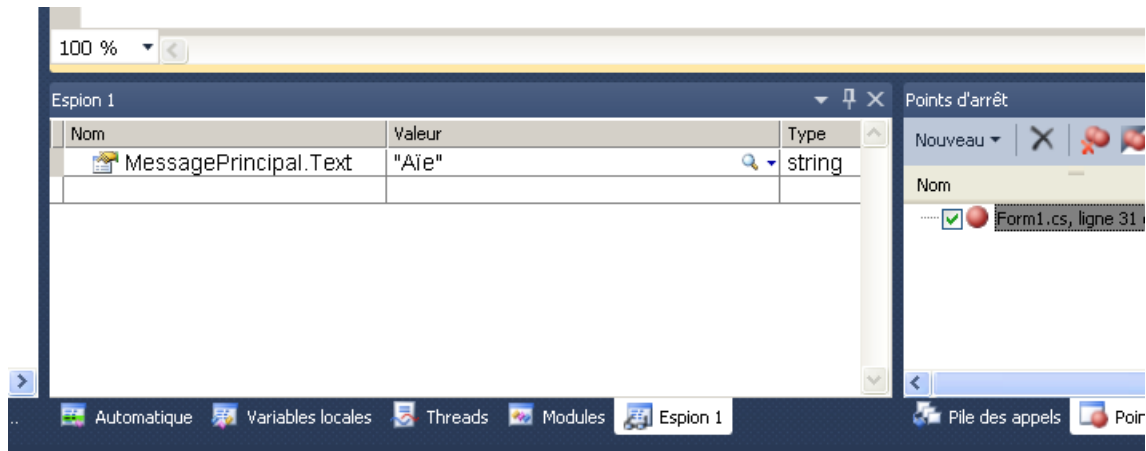 100 %
Espion 1
Nom Valeur Type
MessagePrincipal.Text "Aïe" string
Automatique Variables locales Threads Modules Espion 1
Points d'arrêt
Nouveau
Nom
Form1.cs, ligne 31
Pile des appels